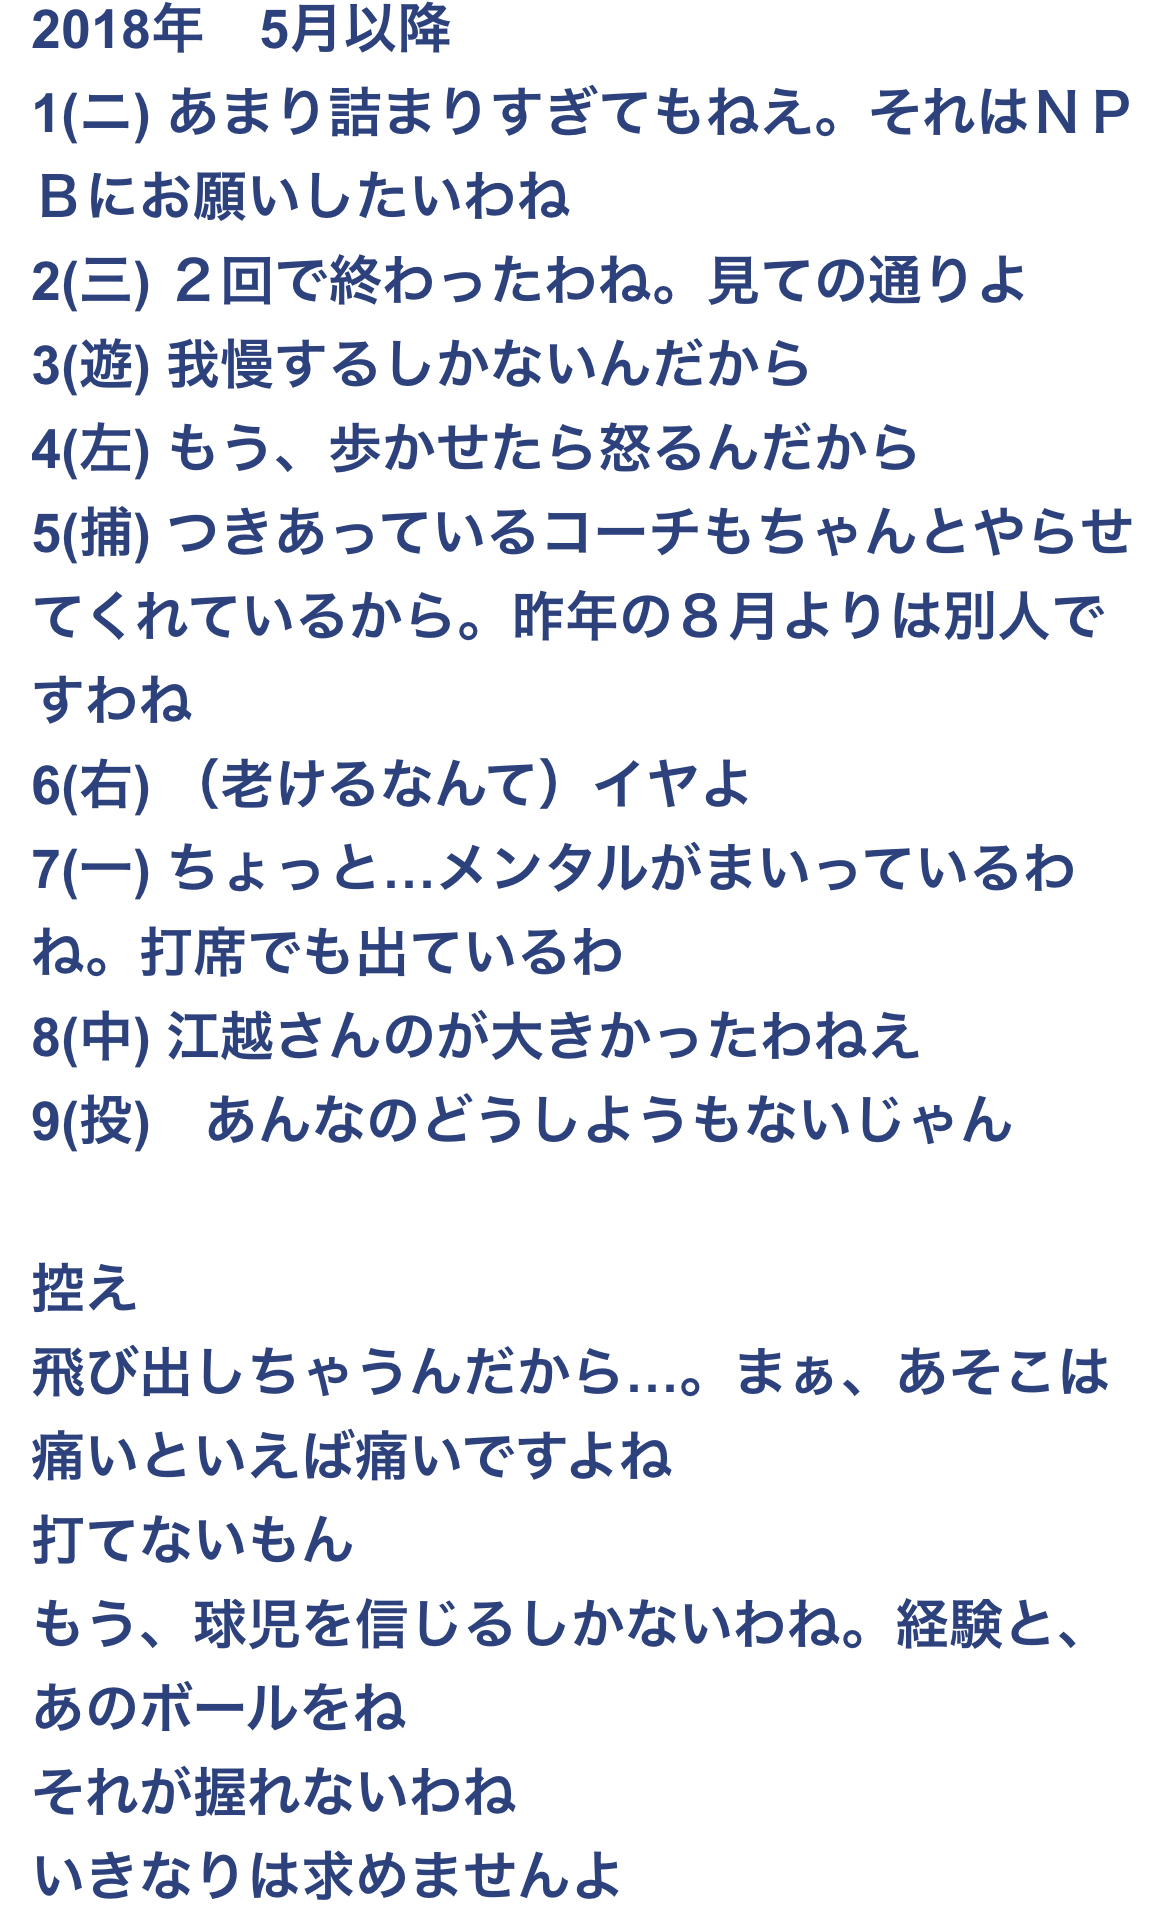 2018年　5月以降
1(ニ) あまり詰まりすぎてもねえ。それはＮＰ
Ｂにお願いしたいわね
2(三) ２回で終わったわね。見ての通りよ
3(遊) 我慢するしかないんだから
4(左) もう、歩かせたら怒るんだから
5(捕) つきあっているコーチもちゃんとやらせ
てくれているから。昨年の８月よりは別人で
すわね
6(右) （老けるなんて）イヤよ
7(一) ちょっと…メンタルがまいっているわ
ね。打席でも出ているわ
8(中) 江越さんのが大きかったわねえ
9(投)　あんなのどうしようもないじゃん
控え
飛び出しちゃうんだから…。まぁ、あそこは
痛いといえば痛いですよね
打てないもん
もう、球児を信じるしかないわね。経験と、
あのボールをね
それが握れないわね
いきなりは求めませんよ